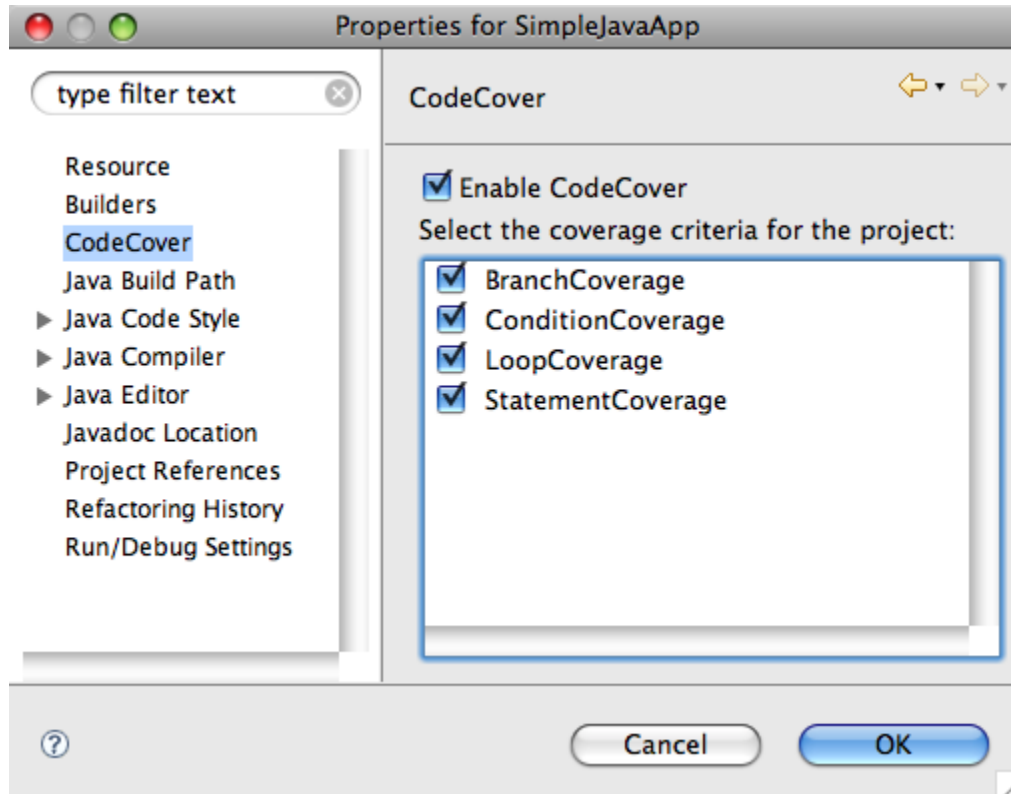 Properties for SimpleJavaApp
type filter text
Resource
Builders
CodeCover
Java Build Path
Java Code Style
Java Compiler
Java Editor
Javadoc Location
Project References
Refactoring History
Run/Debug Settings
CodeCover
Enable CodeCover
Select the coverage criteria for the project:
BranchCoverage
ConditionCoverage
LoopCoverage
StatementCoverage
?
Cancel
OK